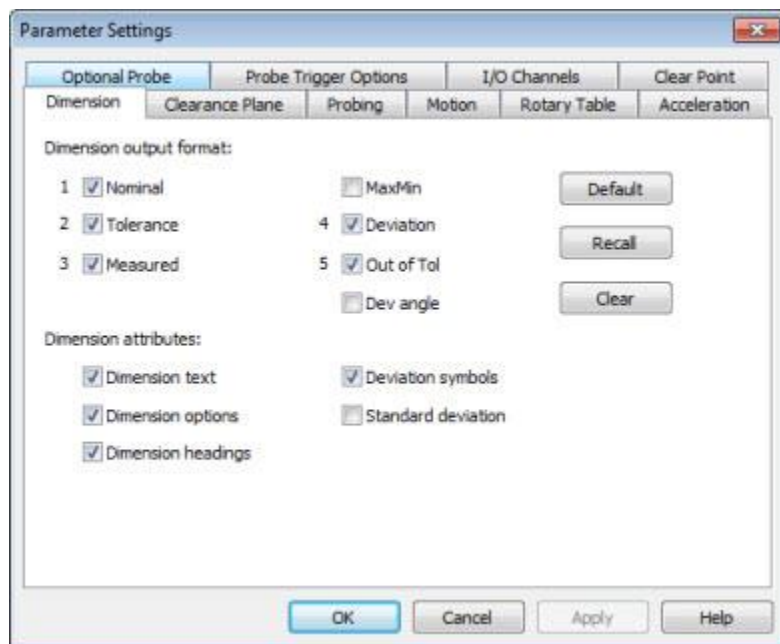 Parameter Settings
Optional Probe Probe Trigger Options I/O Channels Clear Point
Dimension Clearance Plane Probing Motion Rotary Table Acceleration
Dimension output format:
1 Nominal MaxMin Default
2 Tolerance 4 Deviation
Recall
3 Measured 5 Out of Tol
Dev angle Clear
Dimension attributes:
Dimension text Deviation symbols
Dimension options Standard deviation
Dimension headings
OK Cancel Apply Help